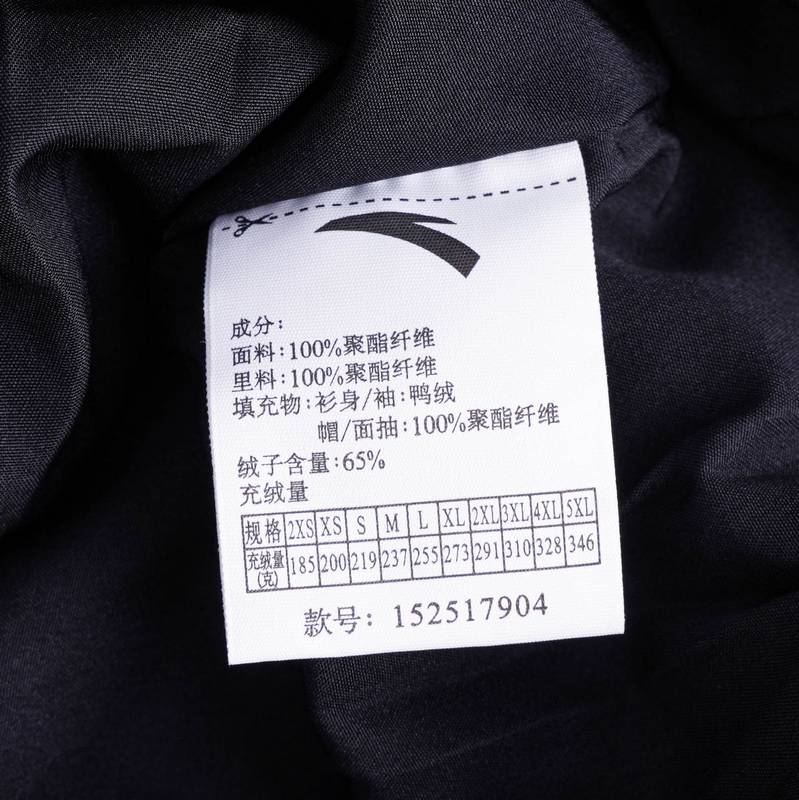 成分:
面料:100%聚酯纤维
里料:100%聚酯纤维
填充物:衫身/袖:鸭绒
帽/面抽:100%聚酯纤维
绒子含量:65%
充绒量
规格 2XS XS S M L XL 2XL 3XL 4XL 5XL
充绒量(克) 185 200 219 237 255 273 291 310 328 346
款号: 152517904